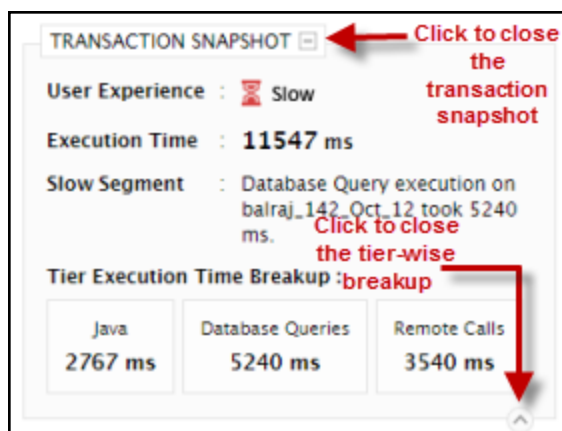 TRANSACTION SNAPSHOT
Click to close
the
transaction
snapshot
User Experience : Slow
Execution Time : 11547 ms
Slow Segment : Database Query execution on
balraj_142_Oct_12 took 5240
ms.
Click to close
the tier-wise
breakup
Tier Execution Time Breakup :
Java
2767 ms
Database Queries
5240 ms
Remote Calls
3540 ms